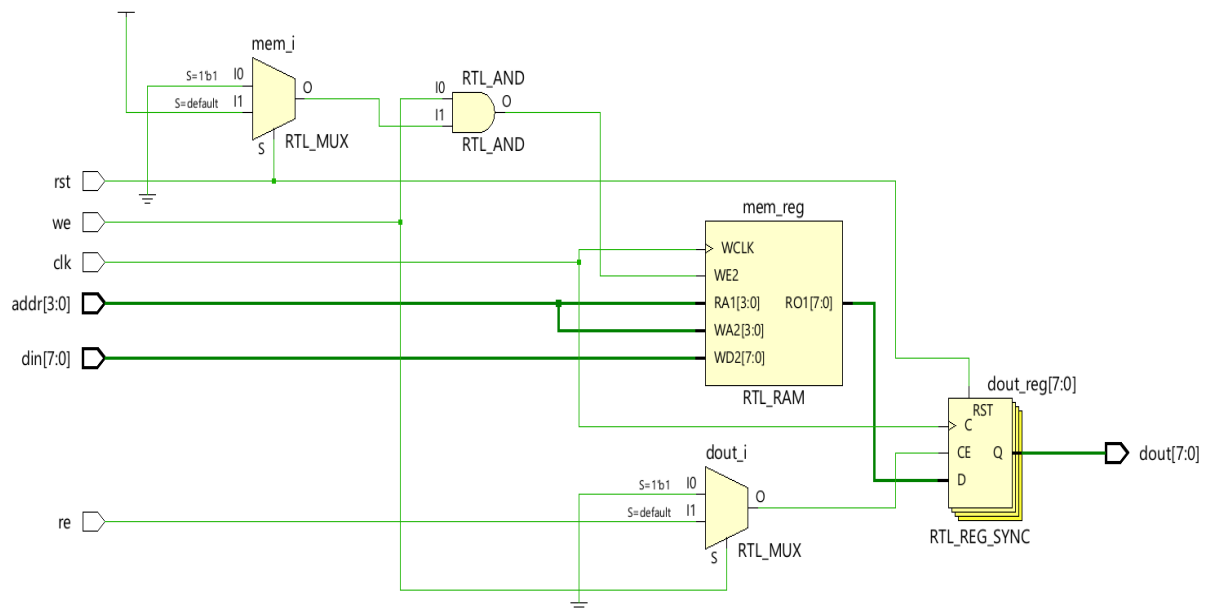 mem_i
S=1'b1 I0
S=default I1
O
S
RTL_MUX
RTL_AND
I0
I1
O
RTL_AND
rst
we
clk
addr[3:0]
din[7:0]
re
mem_reg
WCLK
WE2
RA1[3:0] RO1[7:0]
WA2[3:0]
WD2[7:0]
RTL_RAM
dout_i
S=1'b1 I0
S=default I1
O
S
RTL_MUX
dout_reg[7:0]
RST
C
CE Q
D
RTL_REG_SYNC
dout[7:0]